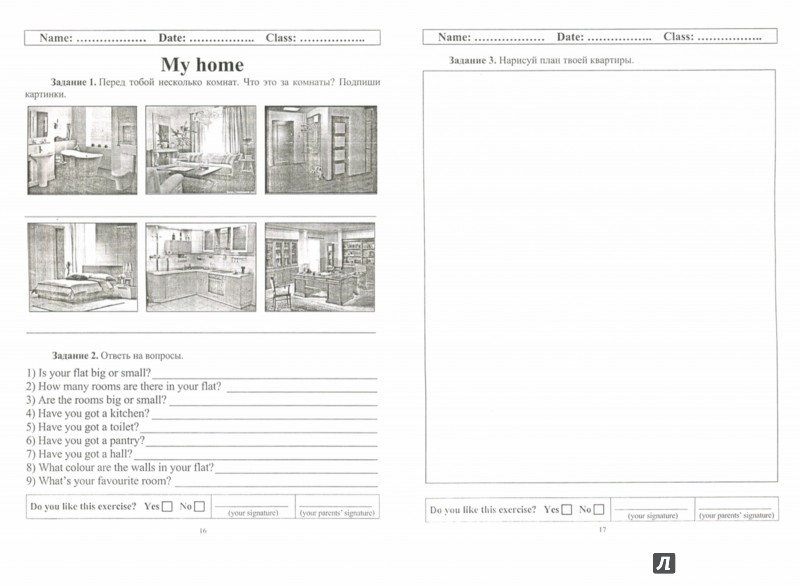 Name: ……………… Date: …………….. Class: ……………..
My home
Задание 1. Перед тобой несколько комнат. Что это за комнаты? Подпиши
картинки.
Задание 2. Ответь на вопросы.
1) Is your flat big or small?
2) How many rooms are there in your flat?
3) Are the rooms big or small?
4) Have you got a kitchen?
5) Have you got a toilet?
6) Have you got a pantry?
7) Have you got a hall?
8) What colour are the walls in your flat?
9) What's your favourite room?
Do you like this exercise? Yes No
(your signature) (your parents' signature)
16
Name: ……………… Date: …………….. Class: ……………..
Задание 3. Нарисуй план твоей квартиры.
Do you like this exercise? Yes No
(your signature) (your parents' signature)
17
Л